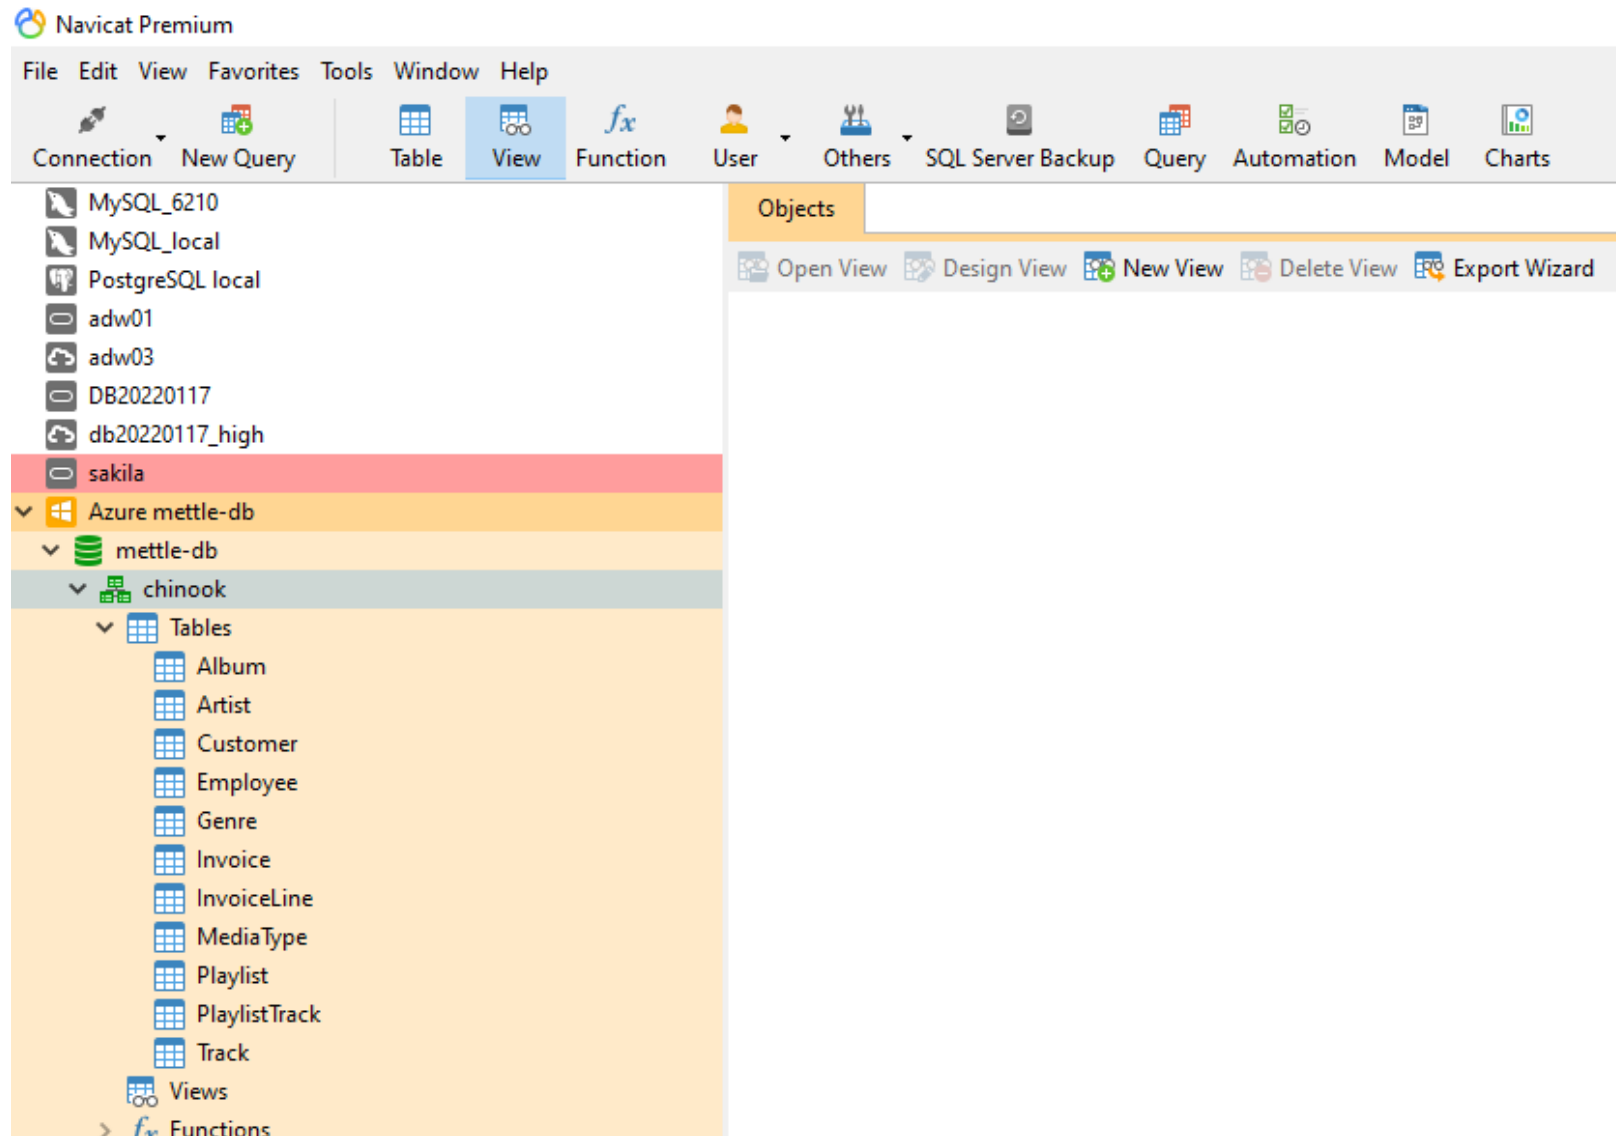 Navicat Premium
File Edit View Favorites Tools Window Help
Connection New Query Table View Function User Others SQL Server Backup Query Automation Model Charts
MySQL_6210
MySQL_local
PostgreSQL local
adw01
adw03
DB20220117
db20220117_high
sakila
Azure mettle-db
mettle-db
chinook
Tables
Album
Artist
Customer
Employee
Genre
Invoice
InvoiceLine
MediaType
Playlist
PlaylistTrack
Track
Views
Functions
Objects
Open View Design View New View Delete View Export Wizard